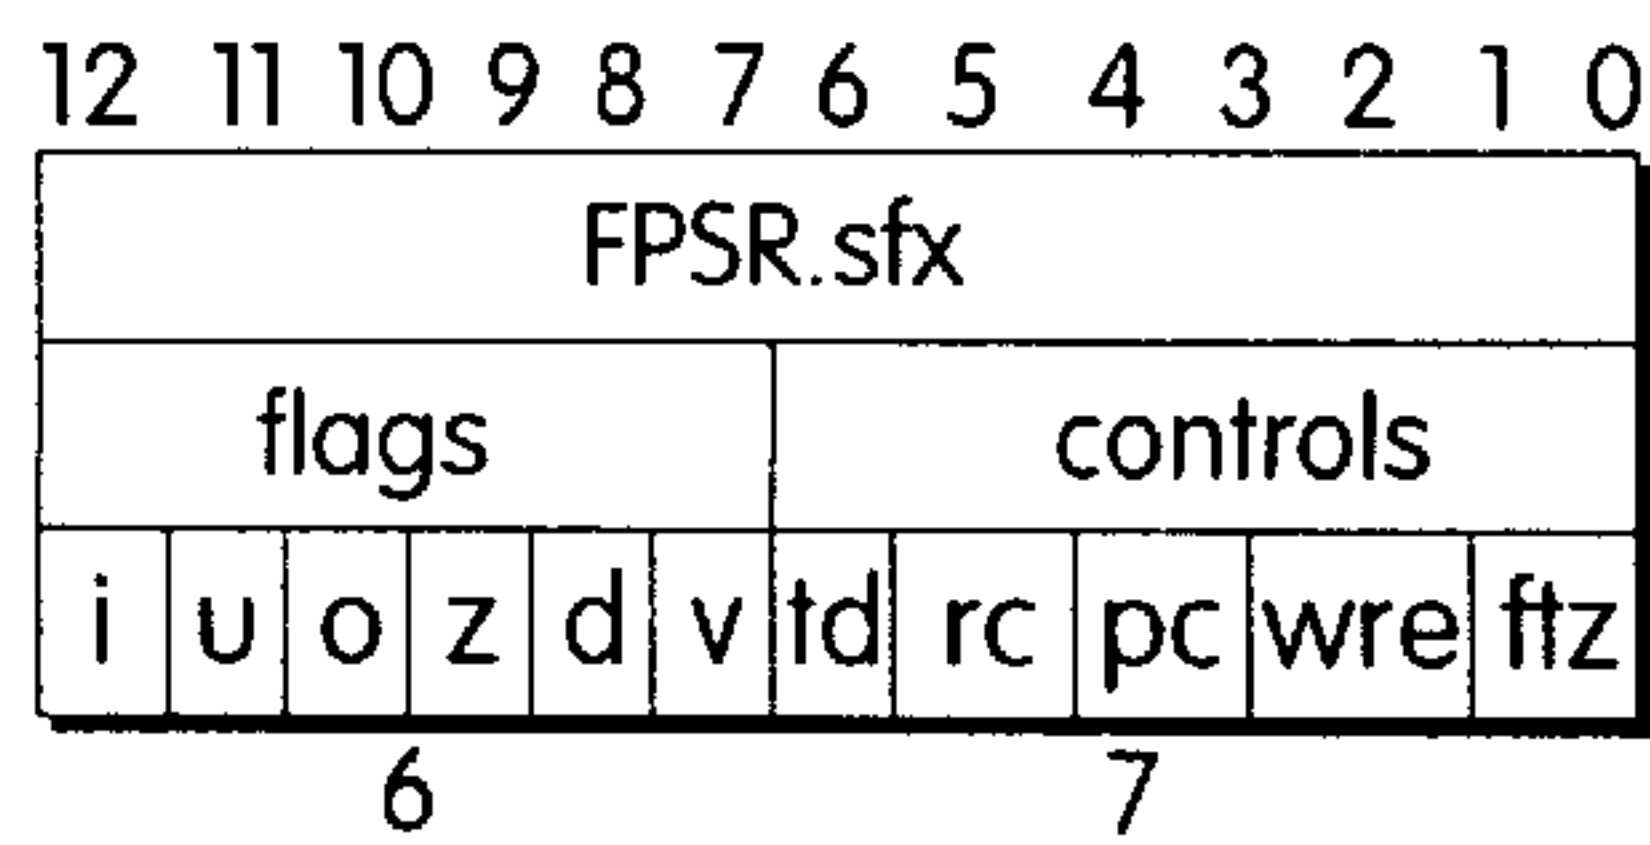 12 11 10 9 8 7 6 5 4 3 2 1 0
FPSR.sfx
flags controls
i u o z d v td rc pc wre ftz
6 7